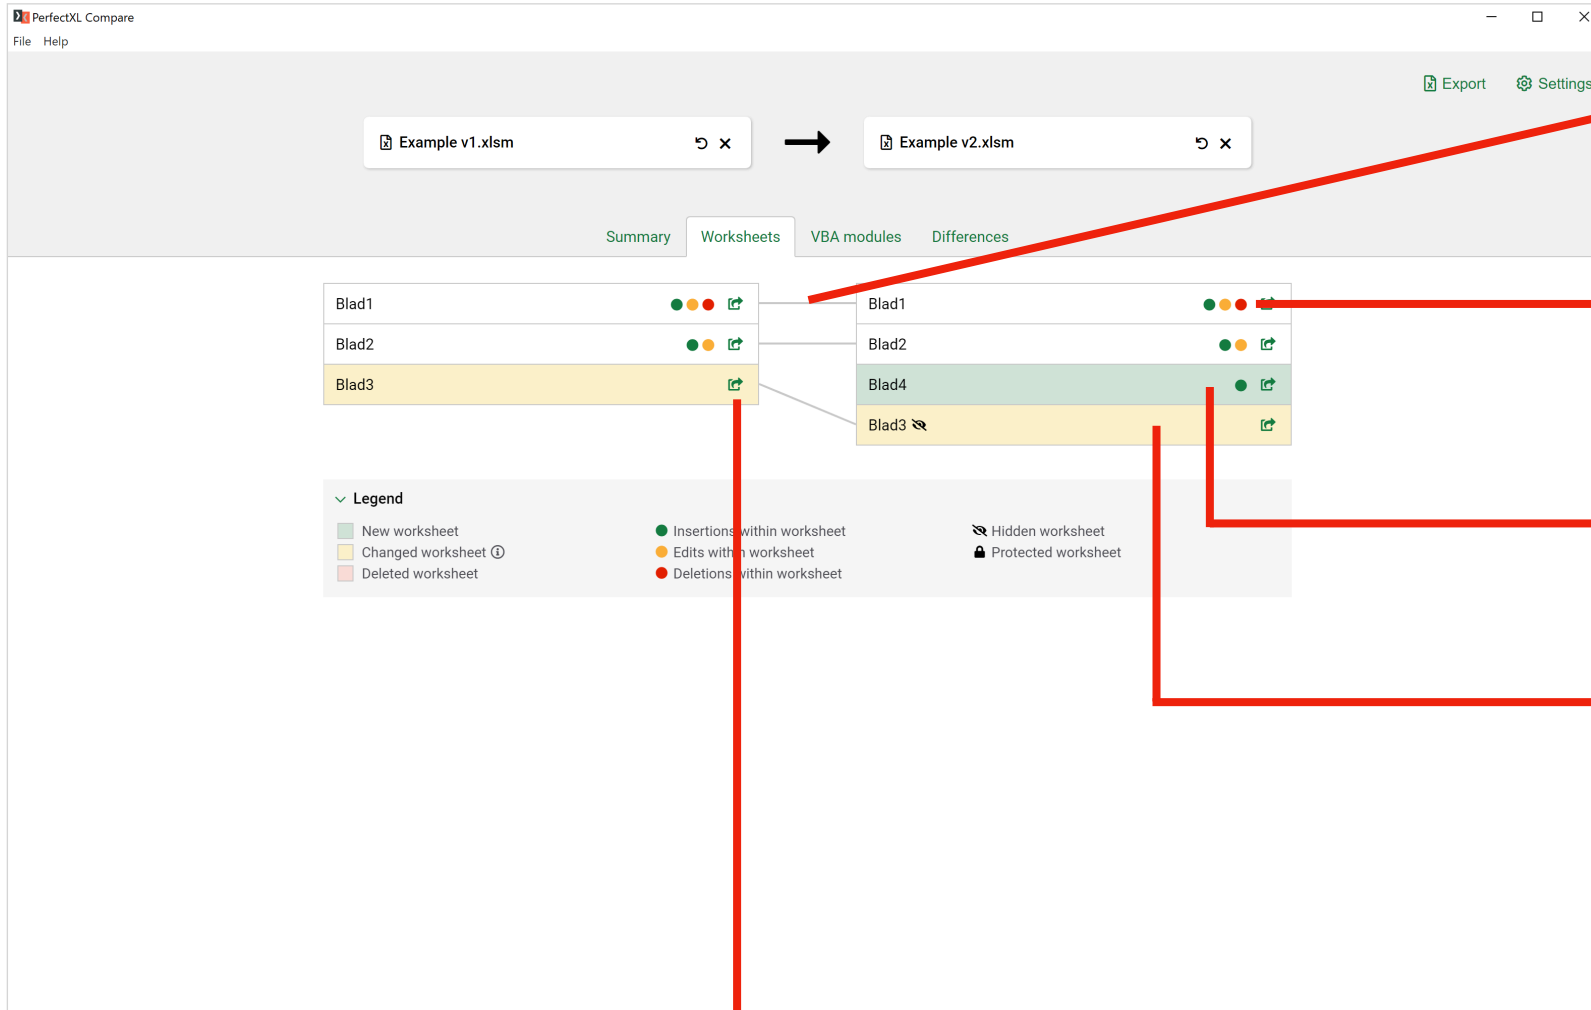 PerfectXL Compare
File Help
Export Settings
Example v1.xlsm Example v2.xlsm
Summary Worksheets VBA modules Differences
Blad1 Blad1
Blad2 Blad2
Blad3 Blad4
Blad3
Legend
New worksheet Insertions within worksheet Hidden worksheet
Changed worksheet Edits within worksheet Protected worksheet
Deleted worksheet Deletions within worksheet